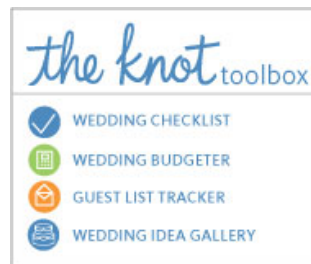 the knot toolbox
WEDDING CHECKLIST
WEDDING BUDGETER
GUEST LIST TRACKER
WEDDING IDEA GALLERY